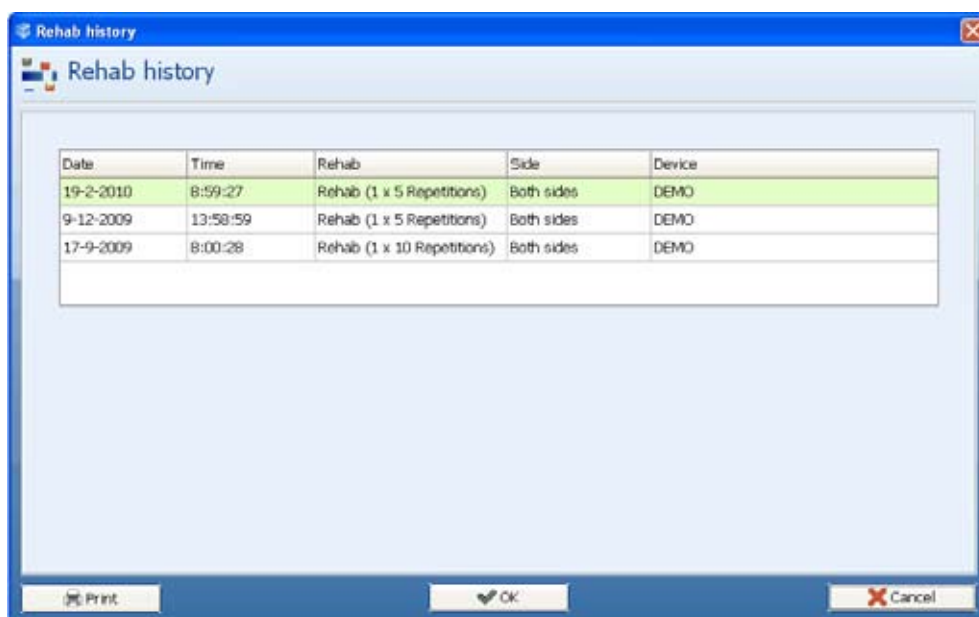 Rehab history
Rehab history
Date Time Rehab Side Device
19-2-2010 8:59:27 Rehab (1 x 5 Repetitions) Both sides DEMO
9-12-2009 13:58:59 Rehab (1 x 5 Repetitions) Both sides DEMO
17-9-2009 8:00:28 Rehab (1 x 10 Repetitions) Both sides DEMO
Print OK Cancel